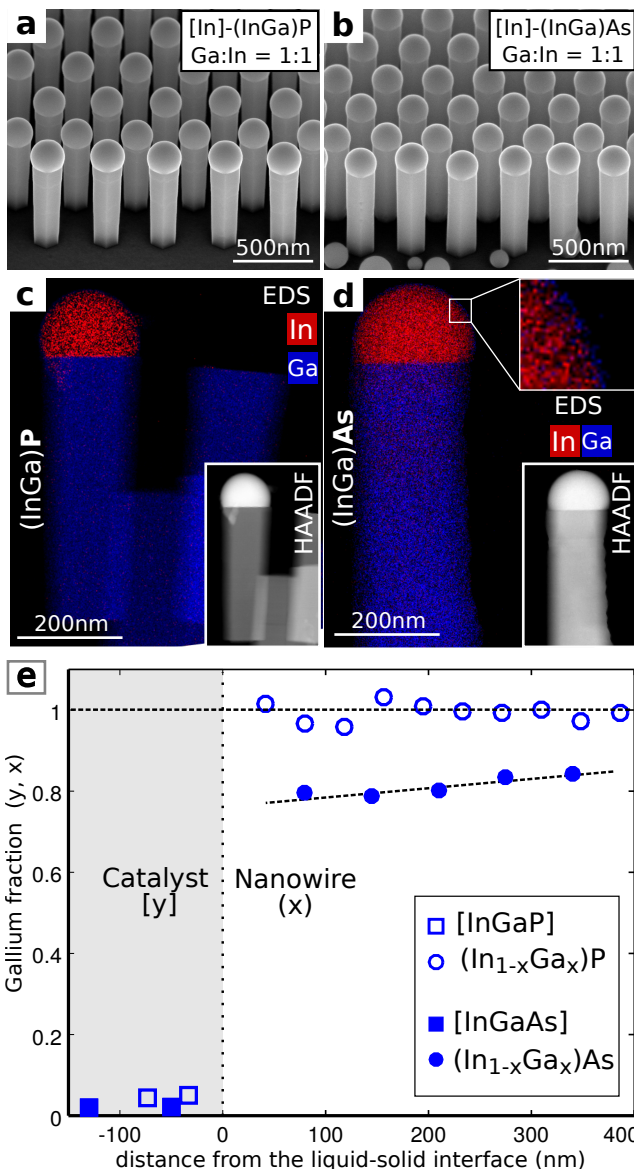 a
[In]-(InGa)P
Ga:In = 1:1
500nm
b
[In]-(InGa)As
Ga:In = 1:1
500nm
c
EDS
In
Ga
(InGa)P
HAADF
200nm
d
EDS
In Ga
(InGa)As
HAADF
200nm
e
Gallium fraction (y, x)
1
0.8
0.6
0.4
0.2
0
Catalyst
[y]
Nanowire
(x)
[InGaP]
(In₁₋ₓGaₓ)P
[InGaAs]
(In₁₋ₓGaₓ)As
-100 0 100 200 300 400
distance from the liquid-solid interface (nm)